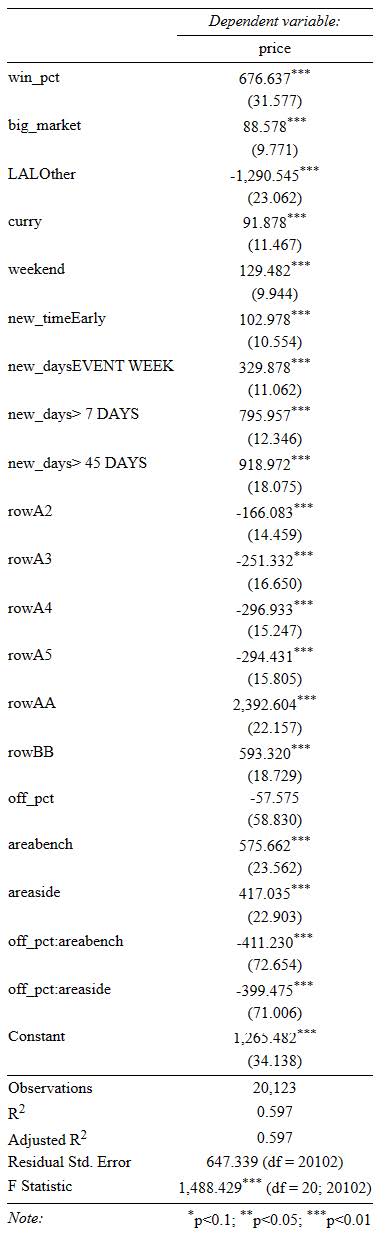 Dependent variable:
price
win_pct 676.637***
(31.577)
big_market 88.578***
(9.771)
LALOther -1,290.545***
(23.062)
curry 91.878***
(11.467)
weekend 129.482***
(9.944)
new_timeEarly 102.978***
(10.554)
new_daysEVENT WEEK 329.878***
(11.062)
new_days> 7 DAYS 795.957***
(12.346)
new_days> 45 DAYS 918.972***
(18.075)
rowA2 -166.083***
(14.459)
rowA3 -251.332***
(16.650)
rowA4 -296.933***
(15.247)
rowA5 -294.431***
(15.805)
rowAA 2,392.604***
(22.157)
rowBB 593.320***
(18.729)
off_pct -57.575
(58.830)
areabench 575.662***
(23.562)
areaside 417.035***
(22.903)
off_pct:areabench -411.230***
(72.654)
off_pct:areaside -399.475***
(71.006)
Constant 1,265.482***
(34.138)
Observations 20,123
R2 0.597
Adjusted R2 0.597
Residual Std. Error 647.339 (df = 20102)
F Statistic 1,488.429*** (df = 20; 20102)
Note: *p<0.1; **p<0.05; ***p<0.01